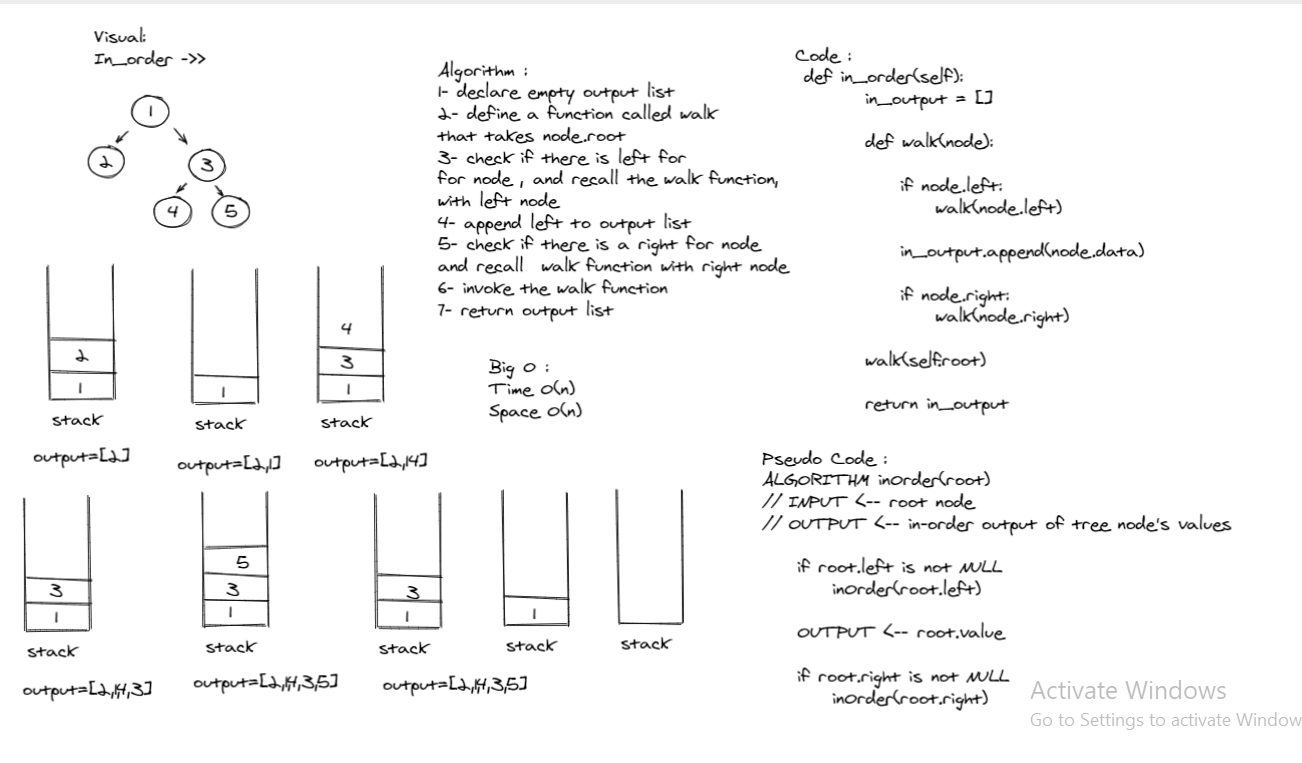 Visual:
In_order ->>
1
2
3
4
5
2
1
stack
output=[2]
1
stack
output=[2,1]
4
3
1
stack
output=[2,1,4]
3
1
stack
output=[2,1,4,3]
5
3
1
stack
output=[2,1,4,3,5]
3
1
stack
output=[2,1,4,3,5]
1
stack
stack
Algorithm :
1- declare empty output list
2- define a function called walk
that takes node.root
3- check if there is left for
for node , and recall the walk function,
with left node
4- append left to output list
5- check if there is a right for node
and recall walk function with right node
6- invoke the walk function
7- return output list
Big O :
Time O(n)
Space O(n)
Code :
def in_order(self):
in_output = []
def walk(node):
if node.left:
walk(node.left)
in_output.append(node.data)
if node.right:
walk(node.right)
walk(self.root)
return in_output
Pseudo Code :
ALGORITHM inorder(root)
// INPUT <-- root node
// OUTPUT <-- in-order output of tree node's values
if root.left is not NULL
inorder(root.left)
OUTPUT <-- root.value
if root.right is not NULL
inorder(root.right)
Activate Windows
Go to Settings to activate Window